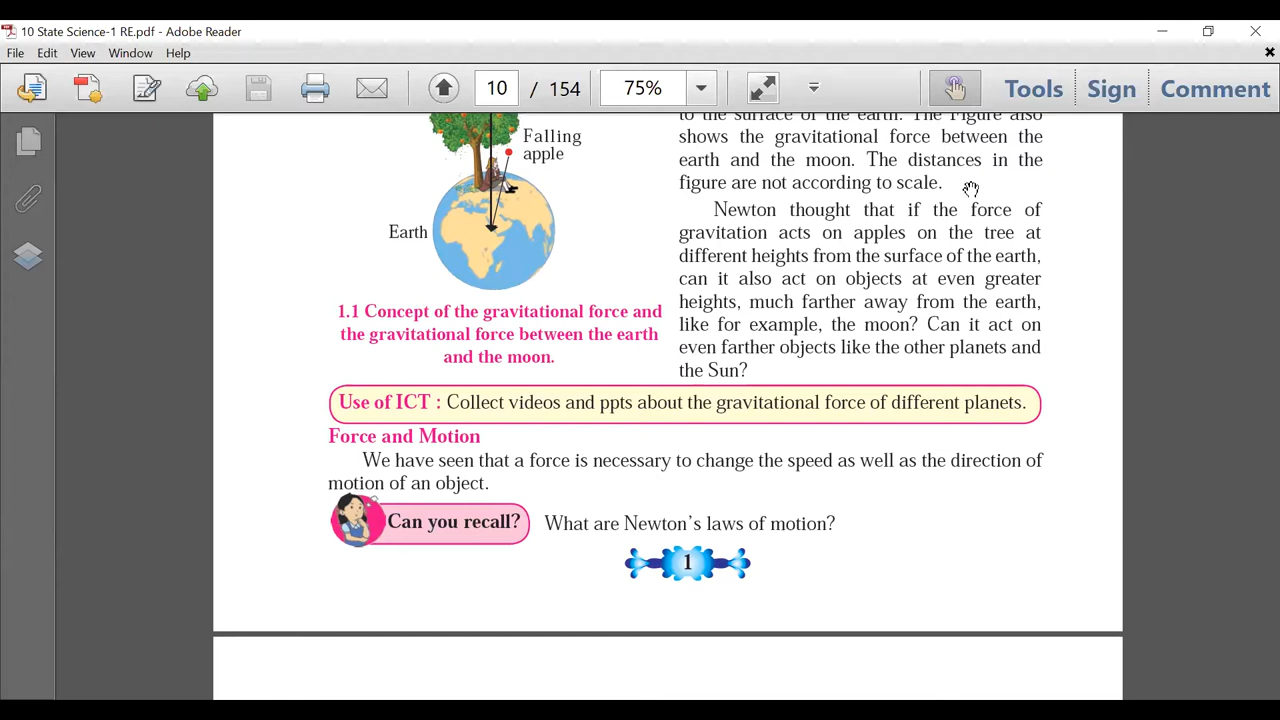 10 State Science-1 RE.pdf - Adobe Reader
File Edit View Window Help
10 / 154 75% Tools Sign Comment
Falling
apple
Earth
1.1 Concept of the gravitational force and
the gravitational force between the earth
and the moon.
to the surface of the earth. The Figure also
shows the gravitational force between the
earth and the moon. The distances in the
figure are not according to scale.
Newton thought that if the force of
gravitation acts on apples on the tree at
different heights from the surface of the earth,
can it also act on objects at even greater
heights, much farther away from the earth,
like for example, the moon? Can it act on
even farther objects like the other planets and
the Sun?
Use of ICT : Collect videos and ppts about the gravitational force of different planets.
Force and Motion
We have seen that a force is necessary to change the speed as well as the direction of
motion of an object.
Can you recall? What are Newton's laws of motion?
1